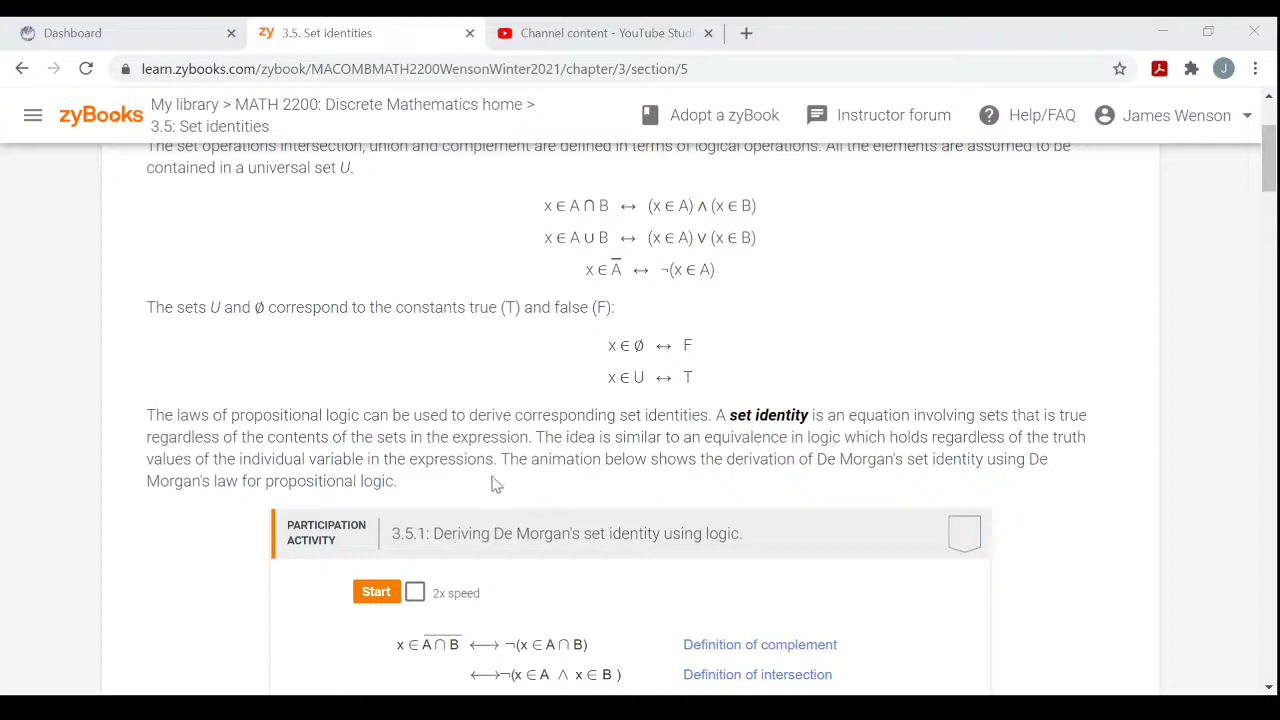 Dashboard
zy 3.5. Set identities
Channel content - YouTube Stud
learn.zybooks.com/zybook/MACOMBMATH2200WensonWinter2021/chapter/3/section/5
J
zyBooks
My library > MATH 2200: Discrete Mathematics home >
3.5: Set identities
Adopt a zyBook
Instructor forum
Help/FAQ
James Wenson
The set operations intersection, union and complement are defined in terms of logical operations. All the elements are assumed to be
contained in a universal set U.
x ∈ A ∩ B ↔ (x ∈ A) ∧ (x ∈ B)
x ∈ A ∪ B ↔ (x ∈ A) ∨ (x ∈ B)
x ∈ A̅ ↔ ¬(x ∈ A)
The sets U and ∅ correspond to the constants true (T) and false (F):
x ∈ ∅ ↔ F
x ∈ U ↔ T
The laws of propositional logic can be used to derive corresponding set identities. A set identity is an equation involving sets that is true
regardless of the contents of the sets in the expression. The idea is similar to an equivalence in logic which holds regardless of the truth
values of the individual variable in the expressions. The animation below shows the derivation of De Morgan's set identity using De
Morgan's law for propositional logic.
PARTICIPATION
ACTIVITY
3.5.1: Deriving De Morgan's set identity using logic.
Start
2x speed
x ∈ A̅ ̅∩̅ ̅B̅ ⟷ ¬(x ∈ A ∩ B) Definition of complement
⟷¬(x ∈ A ∧ x ∈ B ) Definition of intersection